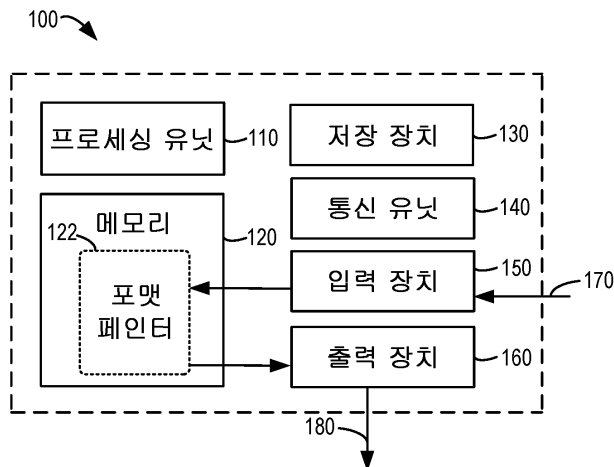 100
프로세싱 유닛
110
저장 장치
130
메모리
120
122
포맷
페인터
통신 유닛
140
입력 장치
150
170
출력 장치
160
180